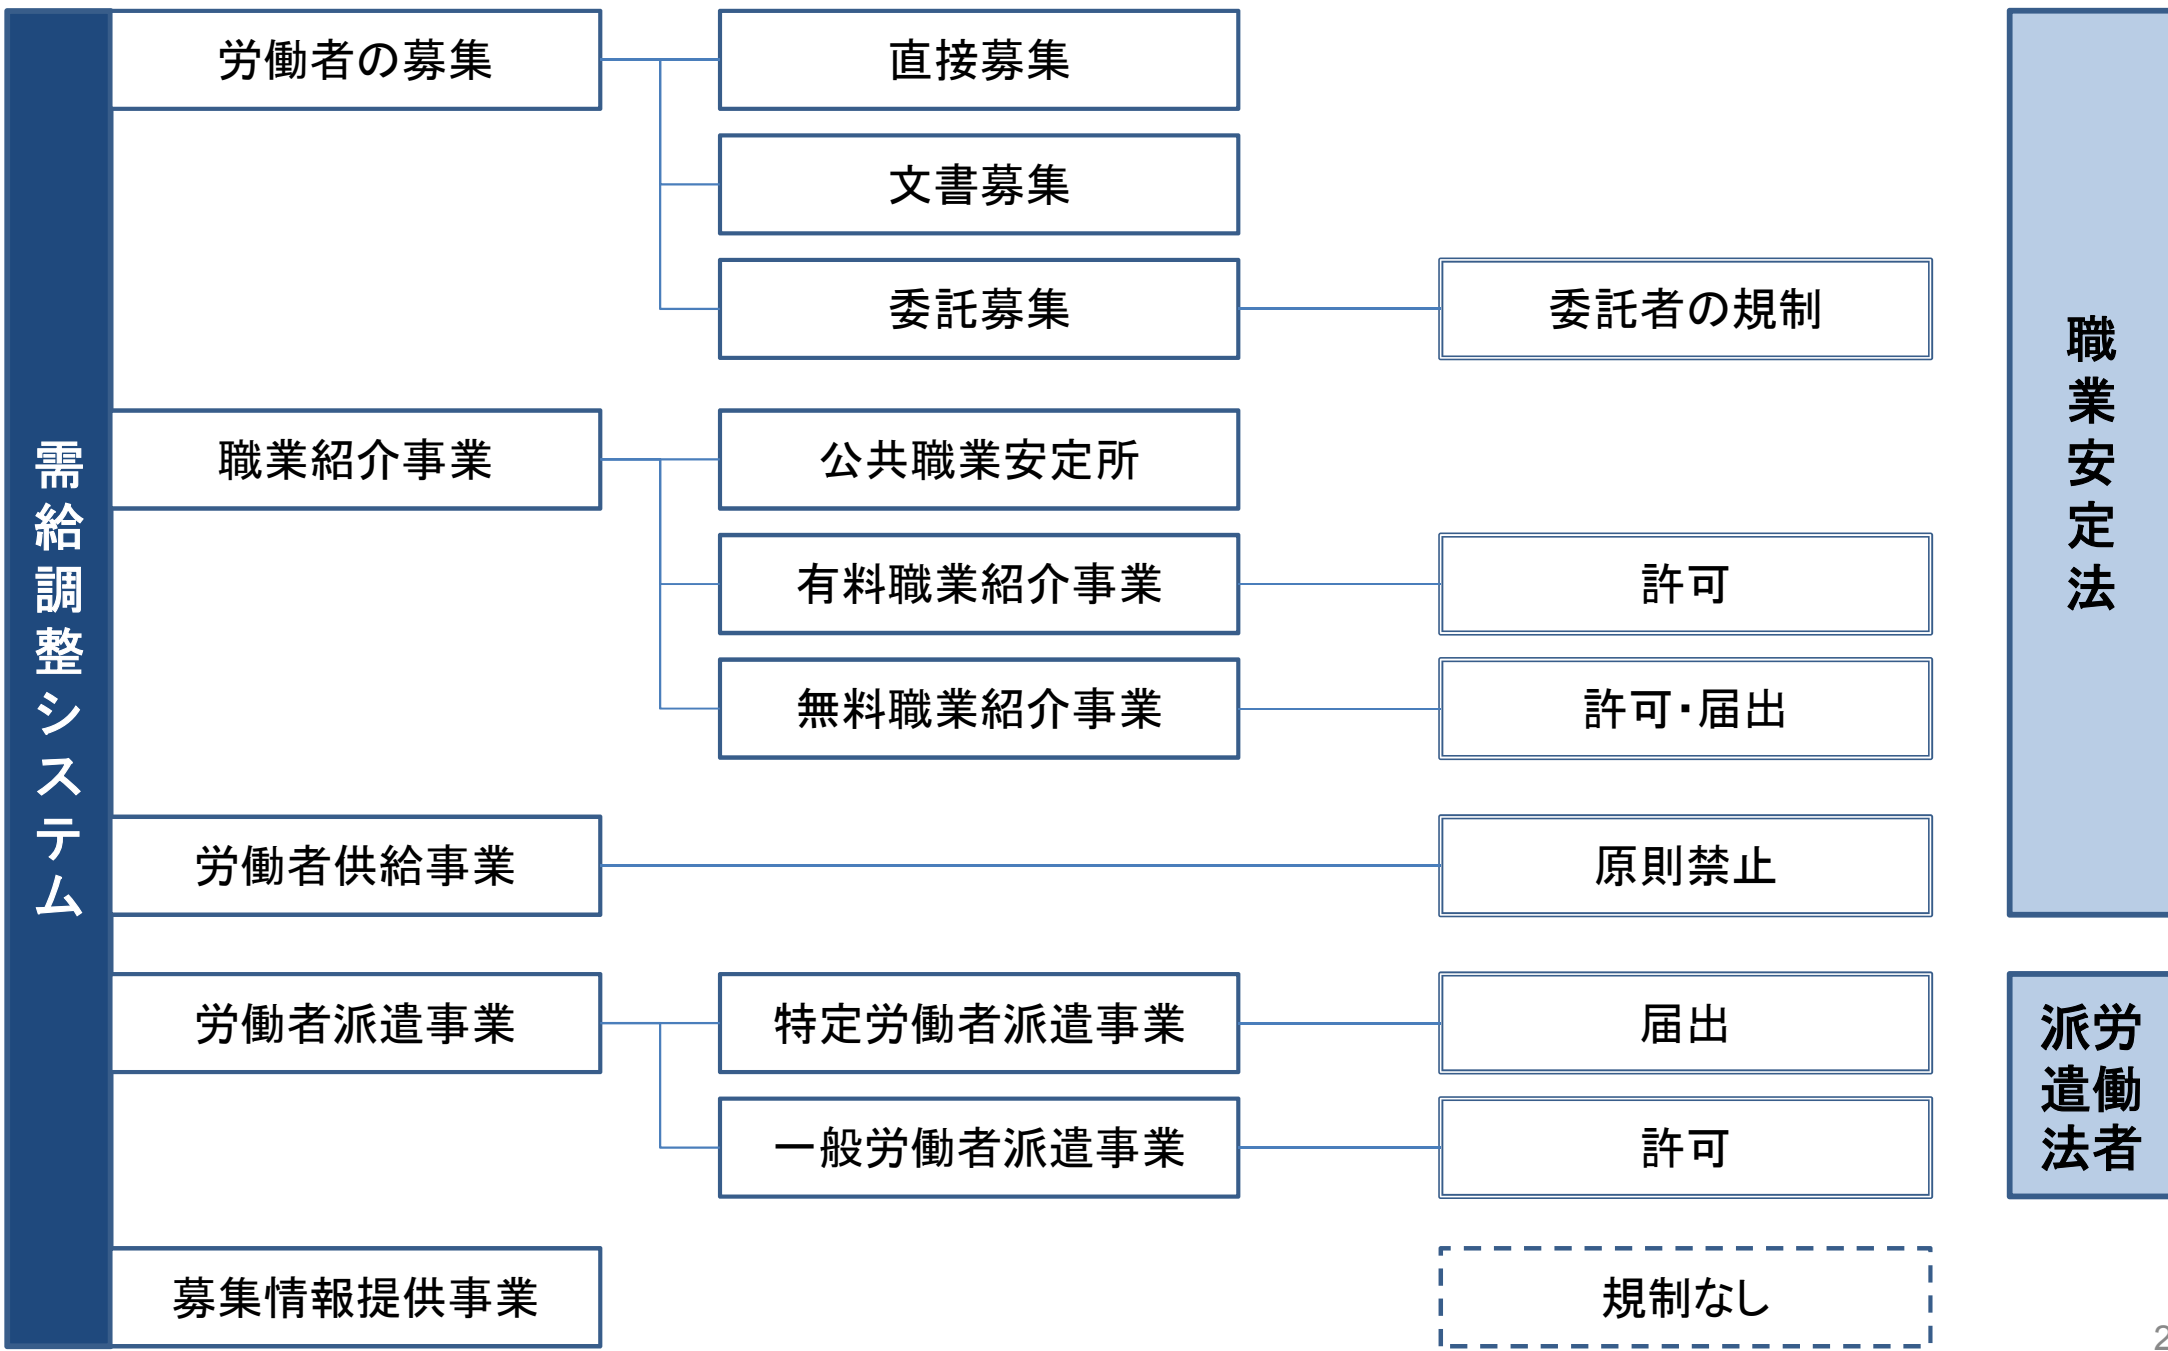 需給調整システム
労働者の募集
直接募集
文書募集
委託募集
委託者の規制
職業紹介事業
公共職業安定所
有料職業紹介事業
許可
無料職業紹介事業
許可・届出
労働者供給事業
原則禁止
職業安定法
労働者派遣事業
特定労働者派遣事業
届出
一般労働者派遣事業
許可
労働者
派遣法
募集情報提供事業
規制なし
2